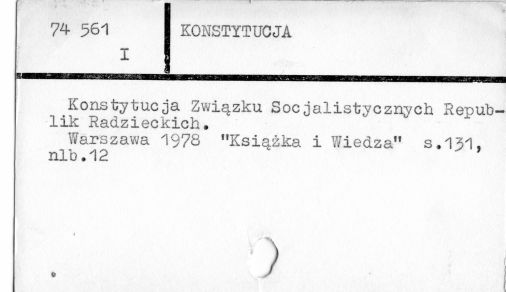 74 561 KONSTYTUCJA
I
Konstytucja Związku Socjalistycznych Repub-
lik Radzieckich.
Warszawa 1978 "Książka i Wiedza" s.131,
nlb.12